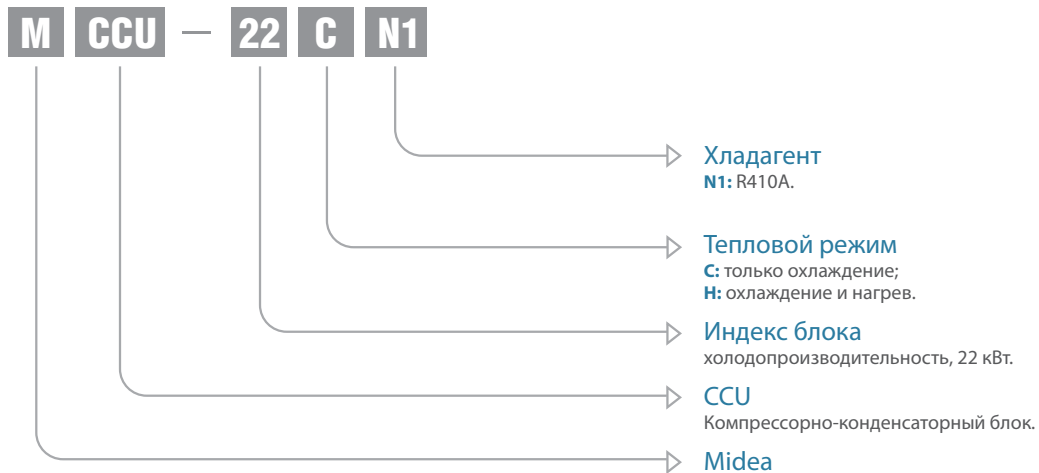 M CCU — 22 C N1
Хладагент
N1: R410A.
Тепловой режим
C: только охлаждение;
H: охлаждение и нагрев.
Индекс блока
холодопроизводительность, 22 кВт.
CCU
Компрессорно-конденсаторный блок.
Midea